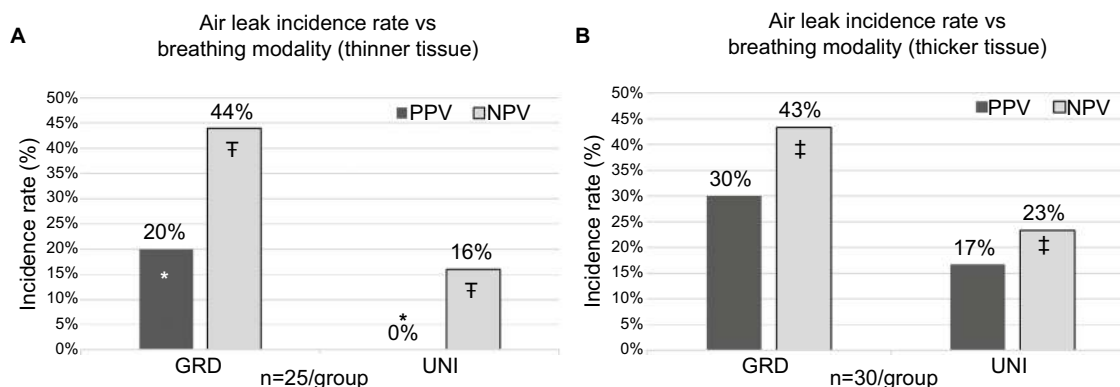 A
Air leak incidence rate vs
breathing modality (thinner tissue)
Incidence rate (%)
50%
45%
40%
35%
30%
25%
20%
15%
10%
5%
0%
PPV NPV
20%
*
44%
Ŧ
*
0%
16%
Ŧ
GRD UNI
n=25/group
B
Air leak incidence rate vs
breathing modality (thicker tissue)
Incidence rate (%)
50%
45%
40%
35%
30%
25%
20%
15%
10%
5%
0%
PPV NPV
30%
43%
‡
17%
23%
‡
GRD UNI
n=30/group